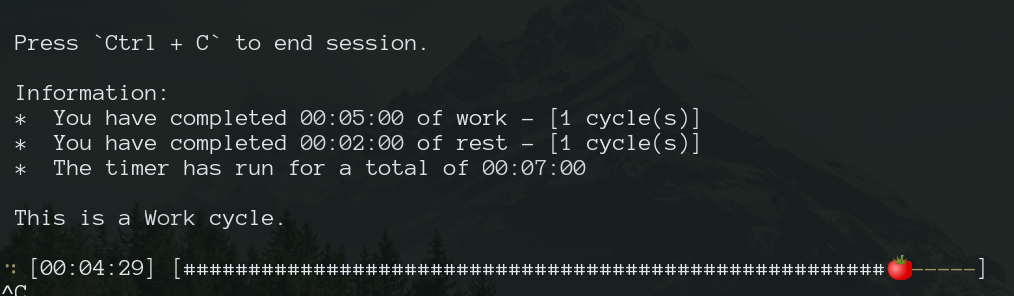 Press `Ctrl + C` to end session.
Information:
* You have completed 00:05:00 of work - [1 cycle(s)]
* You have completed 00:02:00 of rest - [1 cycle(s)]
* The timer has run for a total of 00:07:00
This is a Work cycle.
[00:04:29] [######################################################🍅-----]
^C